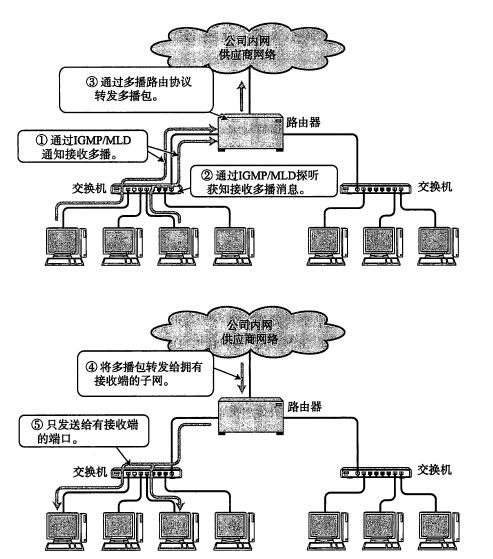 公司内网
供应商网络
③ 通过多播路由协议
转发多播包。
路由器
① 通过IGMP/MLD
通知接收多播。
② 通过IGMP/MLD探听
获知接收多播消息。
交换机
交换机
公司内网
供应商网络
④ 将多播包转发给拥有
接收端的子网。
路由器
⑤ 只发送给有接收端
的端口。
交换机
交换机